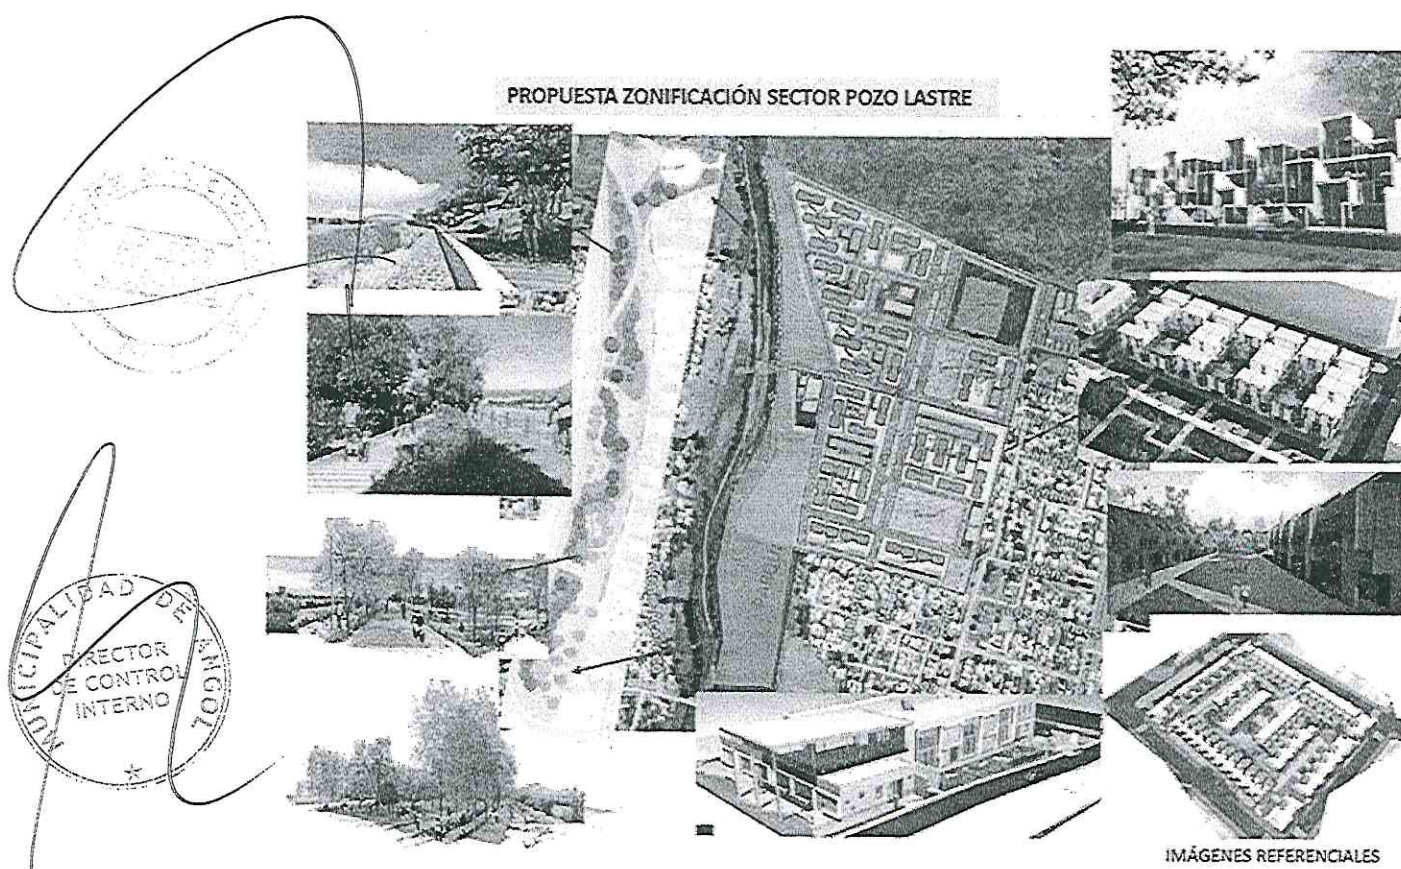 PROPUESTA ZONIFICACIÓN SECTOR POZO LASTRE
MUNICIPALIDAD DE ANGOL
DIRECTOR
DE CONTROL
INTERNO
IMÁGENES REFERENCIALES